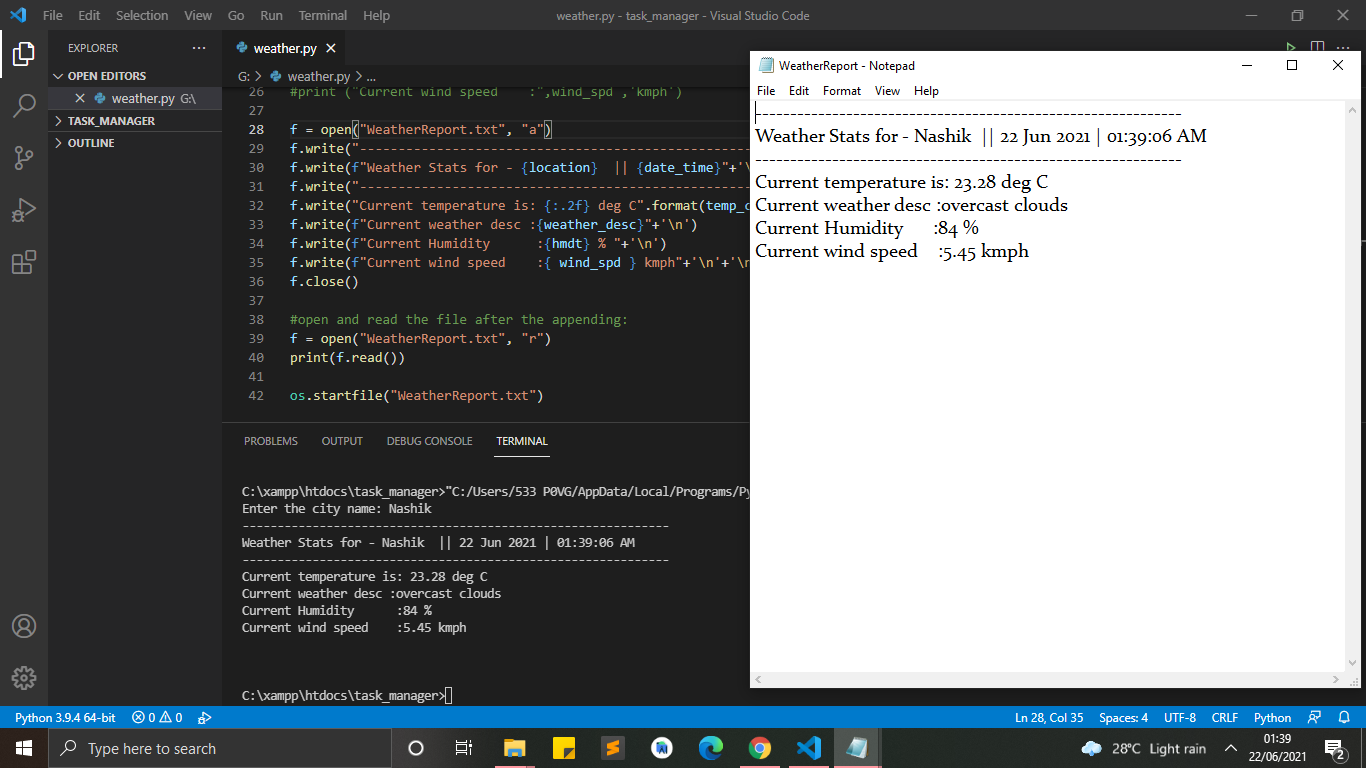 File Edit Selection View Go Run Terminal Help
weather.py - task_manager - Visual Studio Code
EXPLORER
OPEN EDITORS
weather.py G:\
TASK_MANAGER
OUTLINE
weather.py
G: > weather.py > ...
26 #print ("Current wind speed    :",wind_spd ,'kmph')
27
28 f = open("WeatherReport.txt", "a")
29 f.write("--------------------------------------------------
30 f.write(f"Weather Stats for - {location}  || {date_time}"+'\
31 f.write("--------------------------------------------------
32 f.write("Current temperature is: {:.2f} deg C".format(temp_c
33 f.write(f"Current weather desc :{weather_desc}"+'\n')
34 f.write(f"Current Humidity      :{hmdt} % "+'\n')
35 f.write(f"Current wind speed    :{ wind_spd } kmph"+'\n'+'\n
36 f.close()
37
38 #open and read the file after the appending:
39 f = open("WeatherReport.txt", "r")
40 print(f.read())
41
42 os.startfile("WeatherReport.txt")
PROBLEMS OUTPUT DEBUG CONSOLE TERMINAL
C:\xampp\htdocs\task_manager>"C:/Users/533 P0VG/AppData/Local/Programs/Py
Enter the city name: Nashik
-------------------------------------------------------------
Weather Stats for - Nashik  || 22 Jun 2021 | 01:39:06 AM
-------------------------------------------------------------
Current temperature is: 23.28 deg C
Current weather desc :overcast clouds
Current Humidity      :84 %
Current wind speed    :5.45 kmph
C:\xampp\htdocs\task_manager>
WeatherReport - Notepad
File Edit Format View Help
-------------------------------------------------------------
Weather Stats for - Nashik  || 22 Jun 2021 | 01:39:06 AM
-------------------------------------------------------------
Current temperature is: 23.28 deg C
Current weather desc :overcast clouds
Current Humidity      :84 %
Current wind speed    :5.45 kmph
Python 3.9.4 64-bit 0 0 Ln 28, Col 35 Spaces: 4 UTF-8 CRLF Python
Type here to search
28°C Light rain
01:39
22/06/2021
2